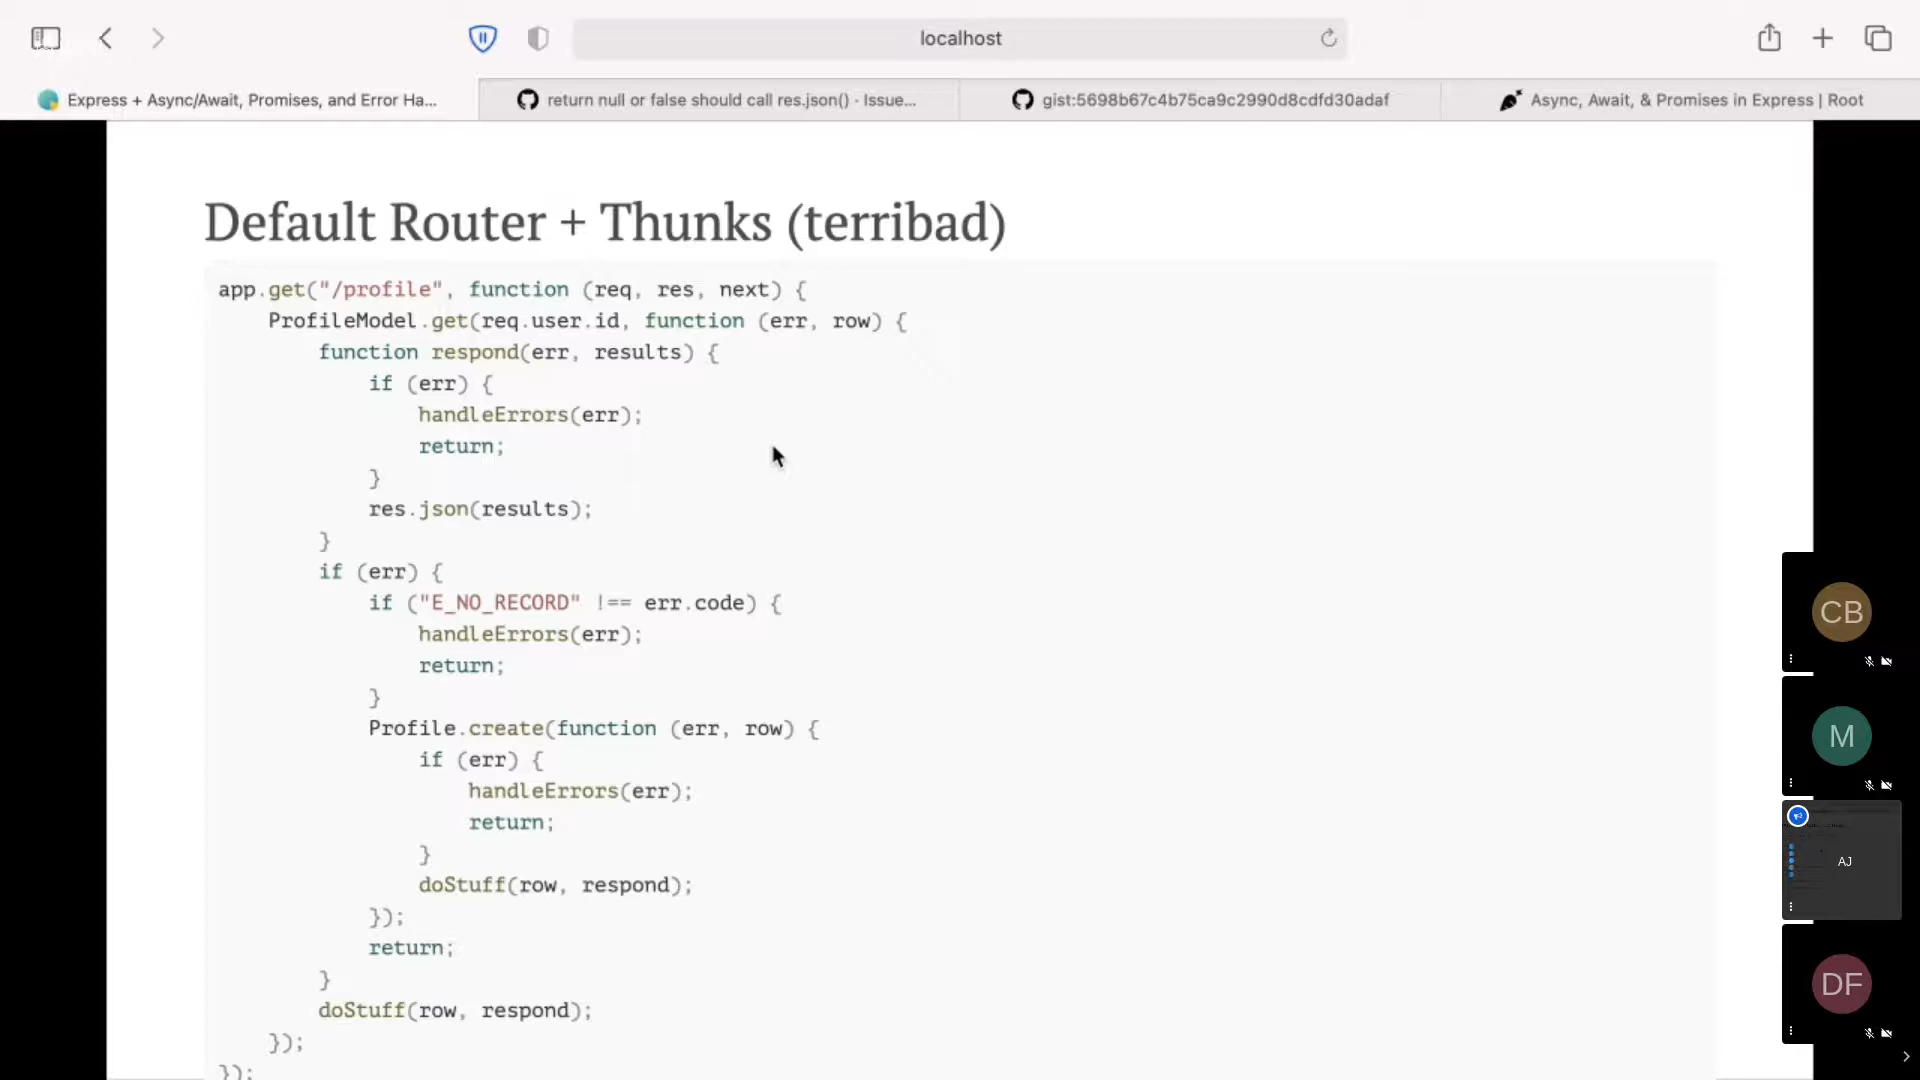 localhost
Express + Async/Await, Promises, and Error Ha...
return null or false should call res.json() · Issue...
gist:5698b67c4b75ca9c2990d8cdfd30adaf
Async, Await, & Promises in Express | Root
Default Router + Thunks (terribad)
app.get("/profile", function (req, res, next) {
    ProfileModel.get(req.user.id, function (err, row) {
        function respond(err, results) {
            if (err) {
                handleErrors(err);
                return;
            }
            res.json(results);
        }
        if (err) {
            if ("E_NO_RECORD" !== err.code) {
                handleErrors(err);
                return;
            }
            Profile.create(function (err, row) {
                if (err) {
                    handleErrors(err);
                    return;
                }
                doStuff(row, respond);
            });
            return;
        }
        doStuff(row, respond);
    });
});
CB
M
AJ
DF